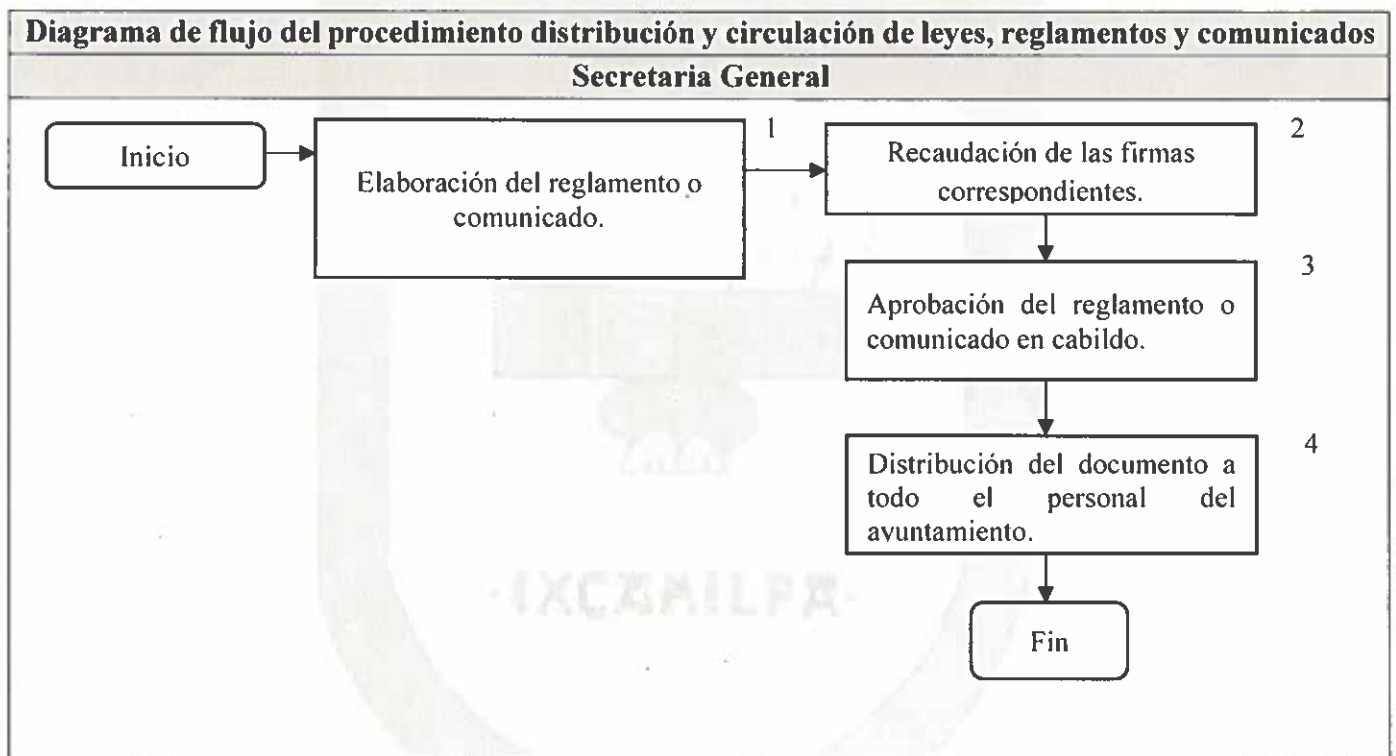 Diagrama de flujo del procedimiento distribución y circulación de leyes, reglamentos y comunicados
Secretaria General
Inicio
1
Elaboración del reglamento o
comunicado.
2
Recaudación de las firmas
correspondientes.
3
Aprobación del reglamento o
comunicado en cabildo.
4
Distribución del documento a
todo el personal del
ayuntamiento.
Fin
·IXCAMILPA·